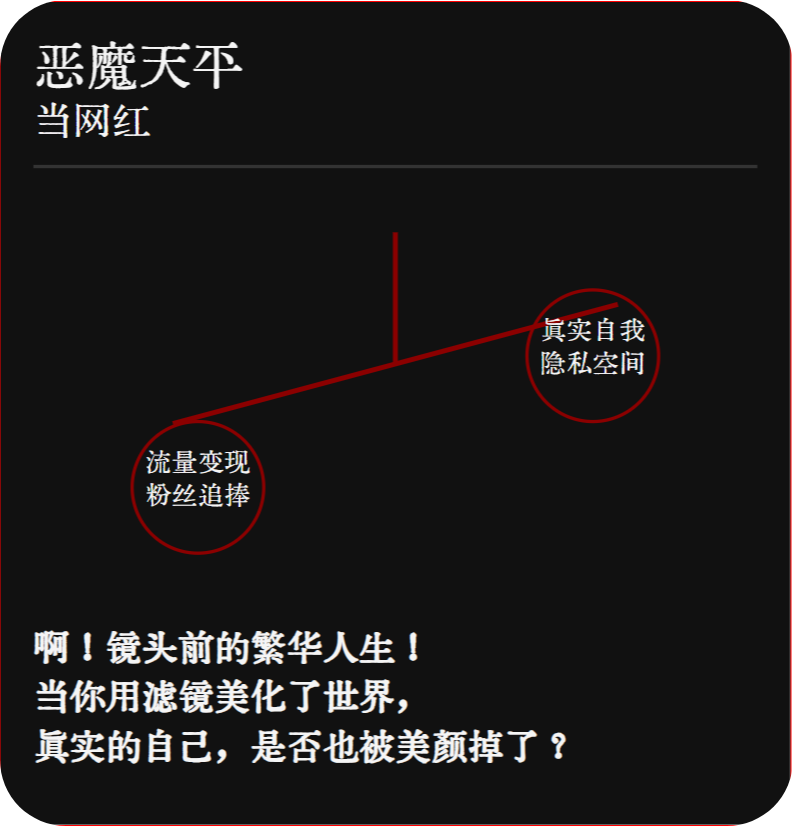 恶魔天平
当网红
真实自我
隐私空间
流量变现
粉丝追捧
啊！镜头前的繁华人生！
当你用滤镜美化了世界，
真实的自己，是否也被美颜掉了？